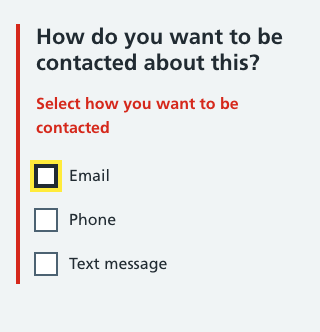 How do you want to be
contacted about this?
Select how you want to be
contacted
Email
Phone
Text message